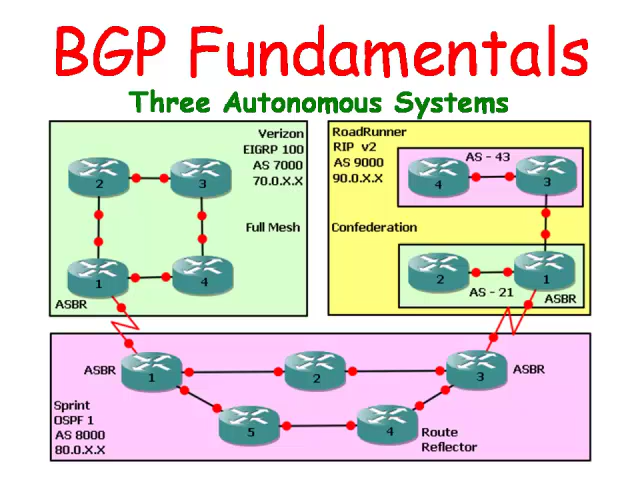 BGP Fundamentals
Three Autonomous Systems
Verizon
EIGRP 100
AS 7000
70.0.X.X
2
3
Full Mesh
1
4
ASBR
RoadRunner
RIP v2
AS 9000
90.0.X.X
AS - 43
4
3
Confederation
2
1
AS - 21
ASBR
ASBR
1
2
3
ASBR
Sprint
OSPF 1
AS 8000
80.0.X.X
5
4
Route
Reflector